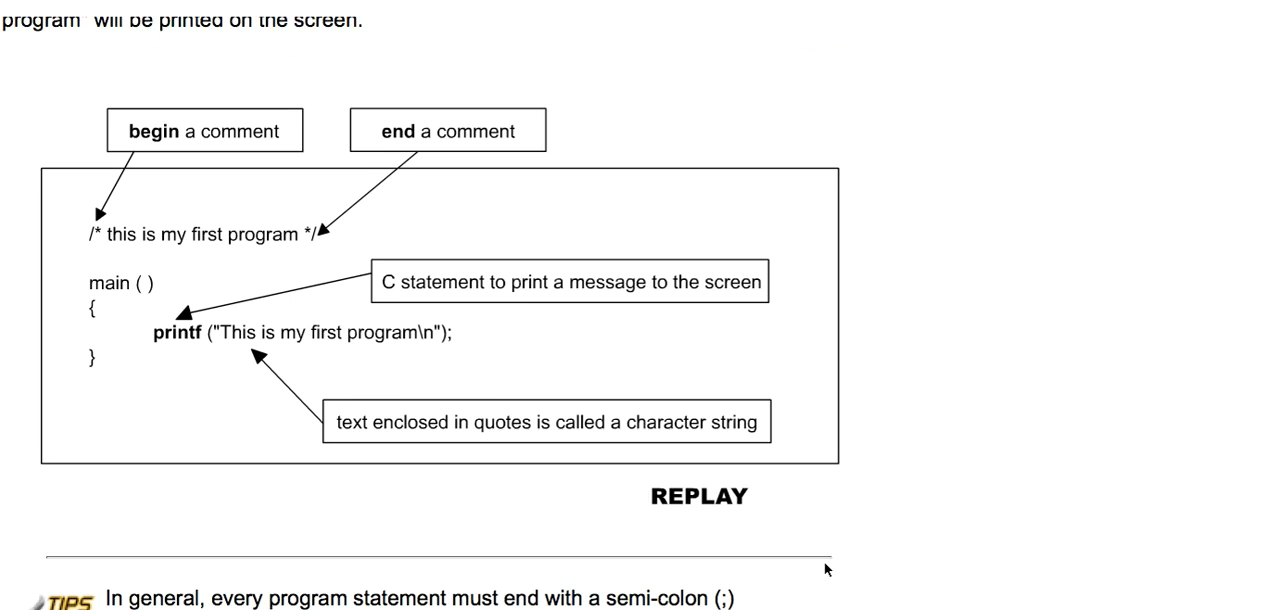 program" will be printed on the screen.
begin a comment
end a comment
/* this is my first program */
main ( )
C statement to print a message to the screen
{
printf ("This is my first program\n");
}
text enclosed in quotes is called a character string
REPLAY
TIPS In general, every program statement must end with a semi-colon (;)